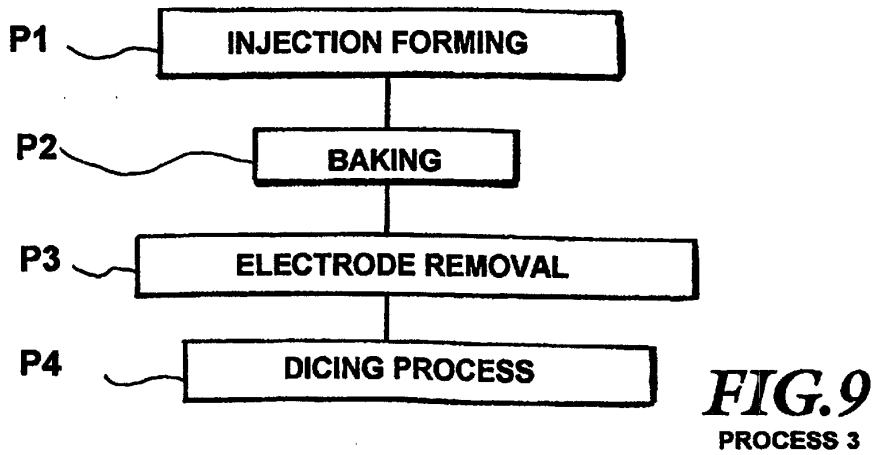 P1 INJECTION FORMING
P2 BAKING
P3 ELECTRODE REMOVAL
P4 DICING PROCESS
FIG.9
PROCESS 3